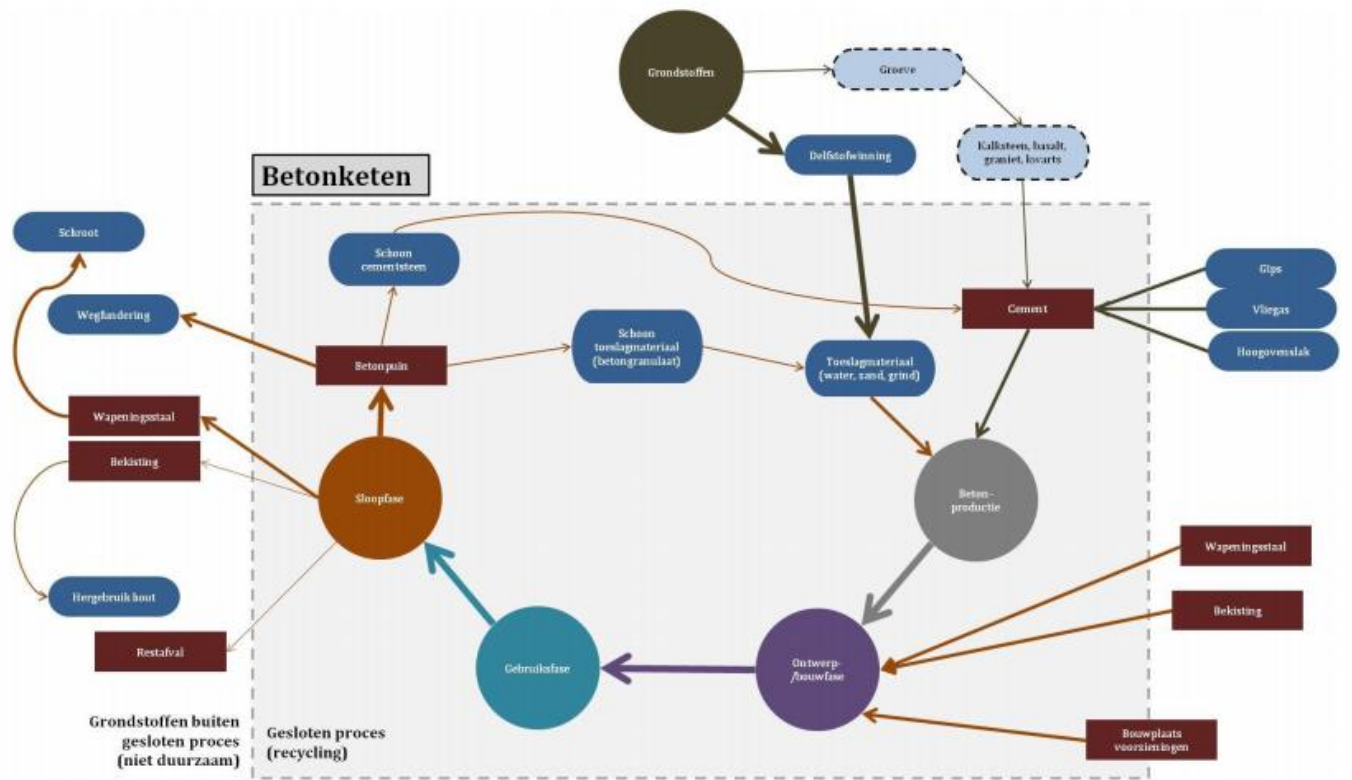 Grondstoffen
Groeve
Delfstofwinning
Kalksteen, basalt,
graniet, kwarts
Betonketen
Schroot
Schoon
cementsteen
Gips
Wegfundering
Schoon
toeslagmateriaal
(betongranulaat)
Cement
Vliegas
Betonpuin
Toeslagmateriaal
(water, zand, grind)
Hoogovenslak
Wapeningsstaal
Bekisting
Sloopfase
Beton-
productie
Wapeningsstaal
Hergebruik hout
Bekisting
Restafval
Gebruiksfase
Ontwerp-
/bouwfase
Grondstoffen buiten
gesloten proces
(niet duurzaam)
Gesloten proces
(recycling)
Bouwplaats
voorzieningen